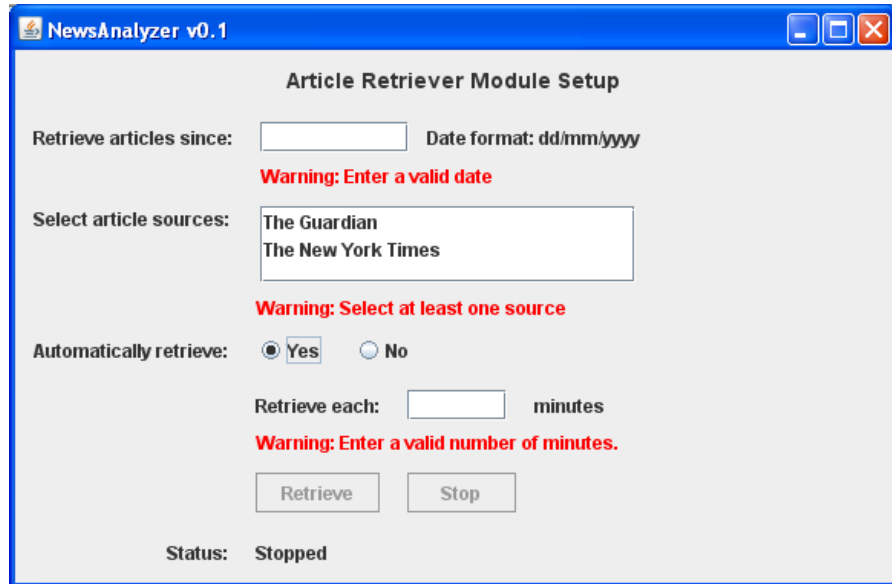 NewsAnalyzer v0.1
Article Retriever Module Setup
Retrieve articles since: Date format: dd/mm/yyyy
Warning: Enter a valid date
Select article sources: The Guardian
The New York Times
Warning: Select at least one source
Automatically retrieve: Yes No
Retrieve each: minutes
Warning: Enter a valid number of minutes.
Retrieve Stop
Status: Stopped